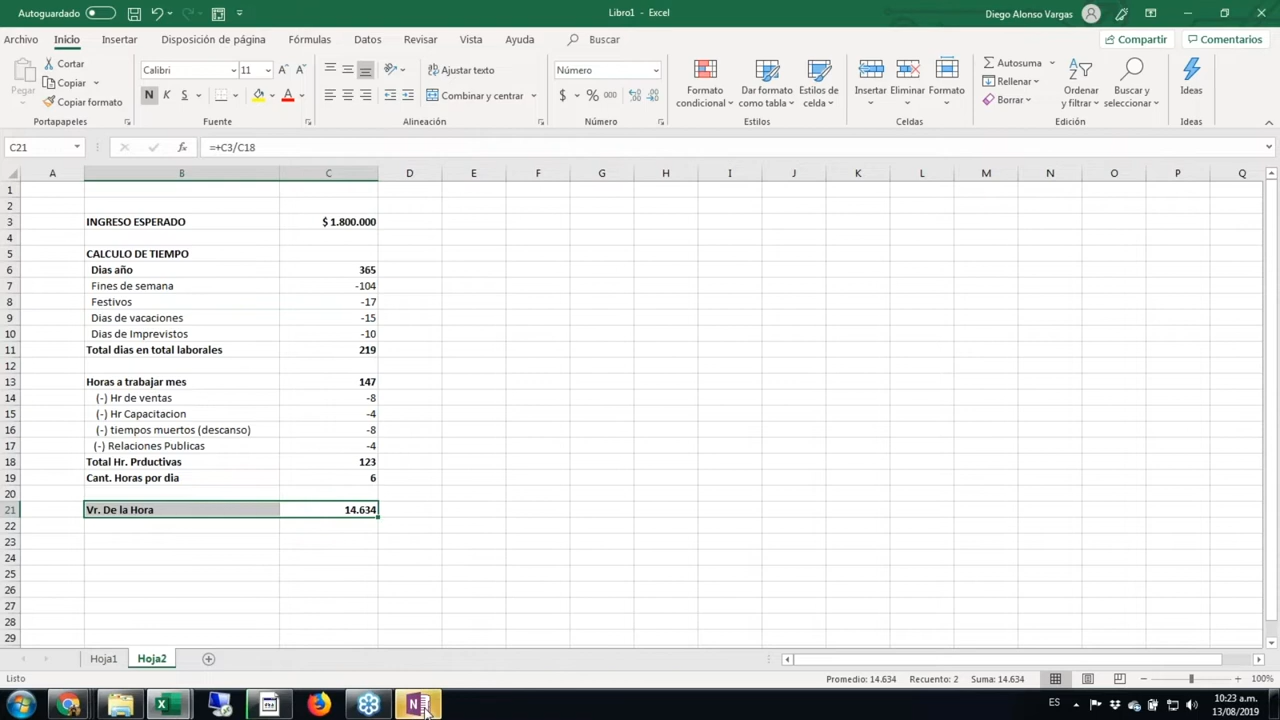 Autoguardado
Libro1 - Excel
Diego Alonso Vargas
Archivo Inicio Insertar Disposición de página Fórmulas Datos Revisar Vista Ayuda Buscar
Compartir Comentarios
Pegar
Cortar
Copiar
Copiar formato
Portapapeles
Calibri 11
N K S
Fuente
Ajustar texto
Combinar y centrar
Alineación
Número
$ % 000
Número
Formato condicional
Dar formato como tabla
Estilos de celda
Estilos
Insertar Eliminar Formato
Celdas
Autosuma
Rellenar
Borrar
Ordenar y filtrar
Buscar y seleccionar
Edición
Ideas
Ideas
C21 fx =+C3/C18
A B C D E F G H I J K L M N O P Q
1
2
3 INGRESO ESPERADO $ 1.800.000
4
5 CALCULO DE TIEMPO
6 Dias año 365
7 Fines de semana -104
8 Festivos -17
9 Dias de vacaciones -15
10 Dias de Imprevistos -10
11 Total dias en total laborales 219
12
13 Horas a trabajar mes 147
14 (-) Hr de ventas -8
15 (-) Hr Capacitacion -4
16 (-) tiempos muertos (descanso) -8
17 (-) Relaciones Publicas -4
18 Total Hr. Prductivas 123
19 Cant. Horas por dia 6
20
21 Vr. De la Hora 14.634
22
23
24
25
26
27
28
29
Hoja1 Hoja2
Listo
Promedio: 14.634 Recuento: 2 Suma: 14.634
100%
ES
10:23 a.m.
13/08/2019